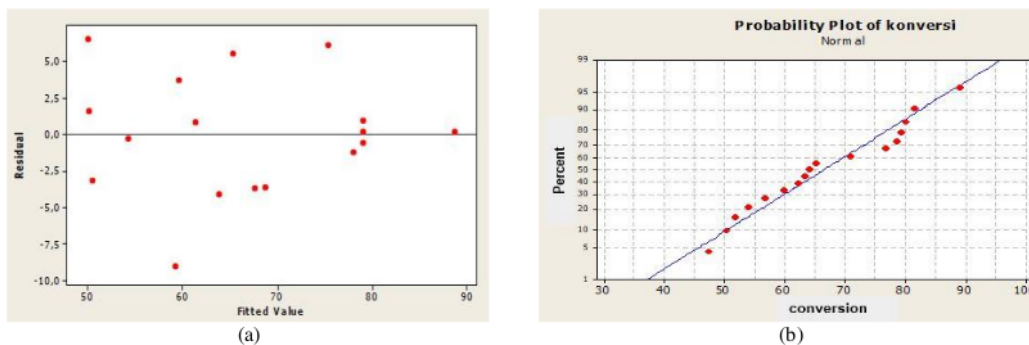 5,0
2,5
0,0
-2,5
-5,0
-7,5
-10,0
Residual
50 60 70 80 90
Fitted Value
(a)
Probability Plot of konversi
Normal
99
95
90
80
70
60
50
40
30
20
10
5
1
Percent
30 40 50 60 70 80 90 100
conversion
(b)